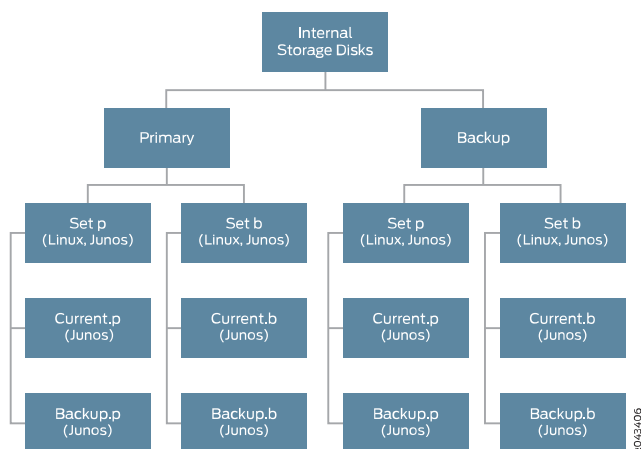 Internal
Storage Disks
Primary
Backup
Set p
(Linux, Junos)
Set b
(Linux, Junos)
Set p
(Linux, Junos)
Set b
(Linux, Junos)
Current.p
(Junos)
Current.b
(Junos)
Current.p
(Junos)
Current.b
(Junos)
Backup.p
(Junos)
Backup.b
(Junos)
Backup.p
(Junos)
Backup.b
(Junos)